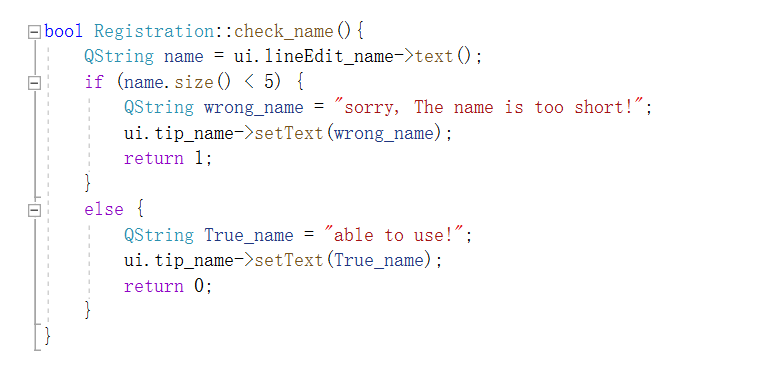 bool Registration::check_name(){
    QString name = ui.lineEdit_name->text();
    if (name.size() < 5) {
        QString wrong_name = "sorry, The name is too short!";
        ui.tip_name->setText(wrong_name);
        return 1;
    }
    else {
        QString True_name = "able to use!";
        ui.tip_name->setText(True_name);
        return 0;
    }
}